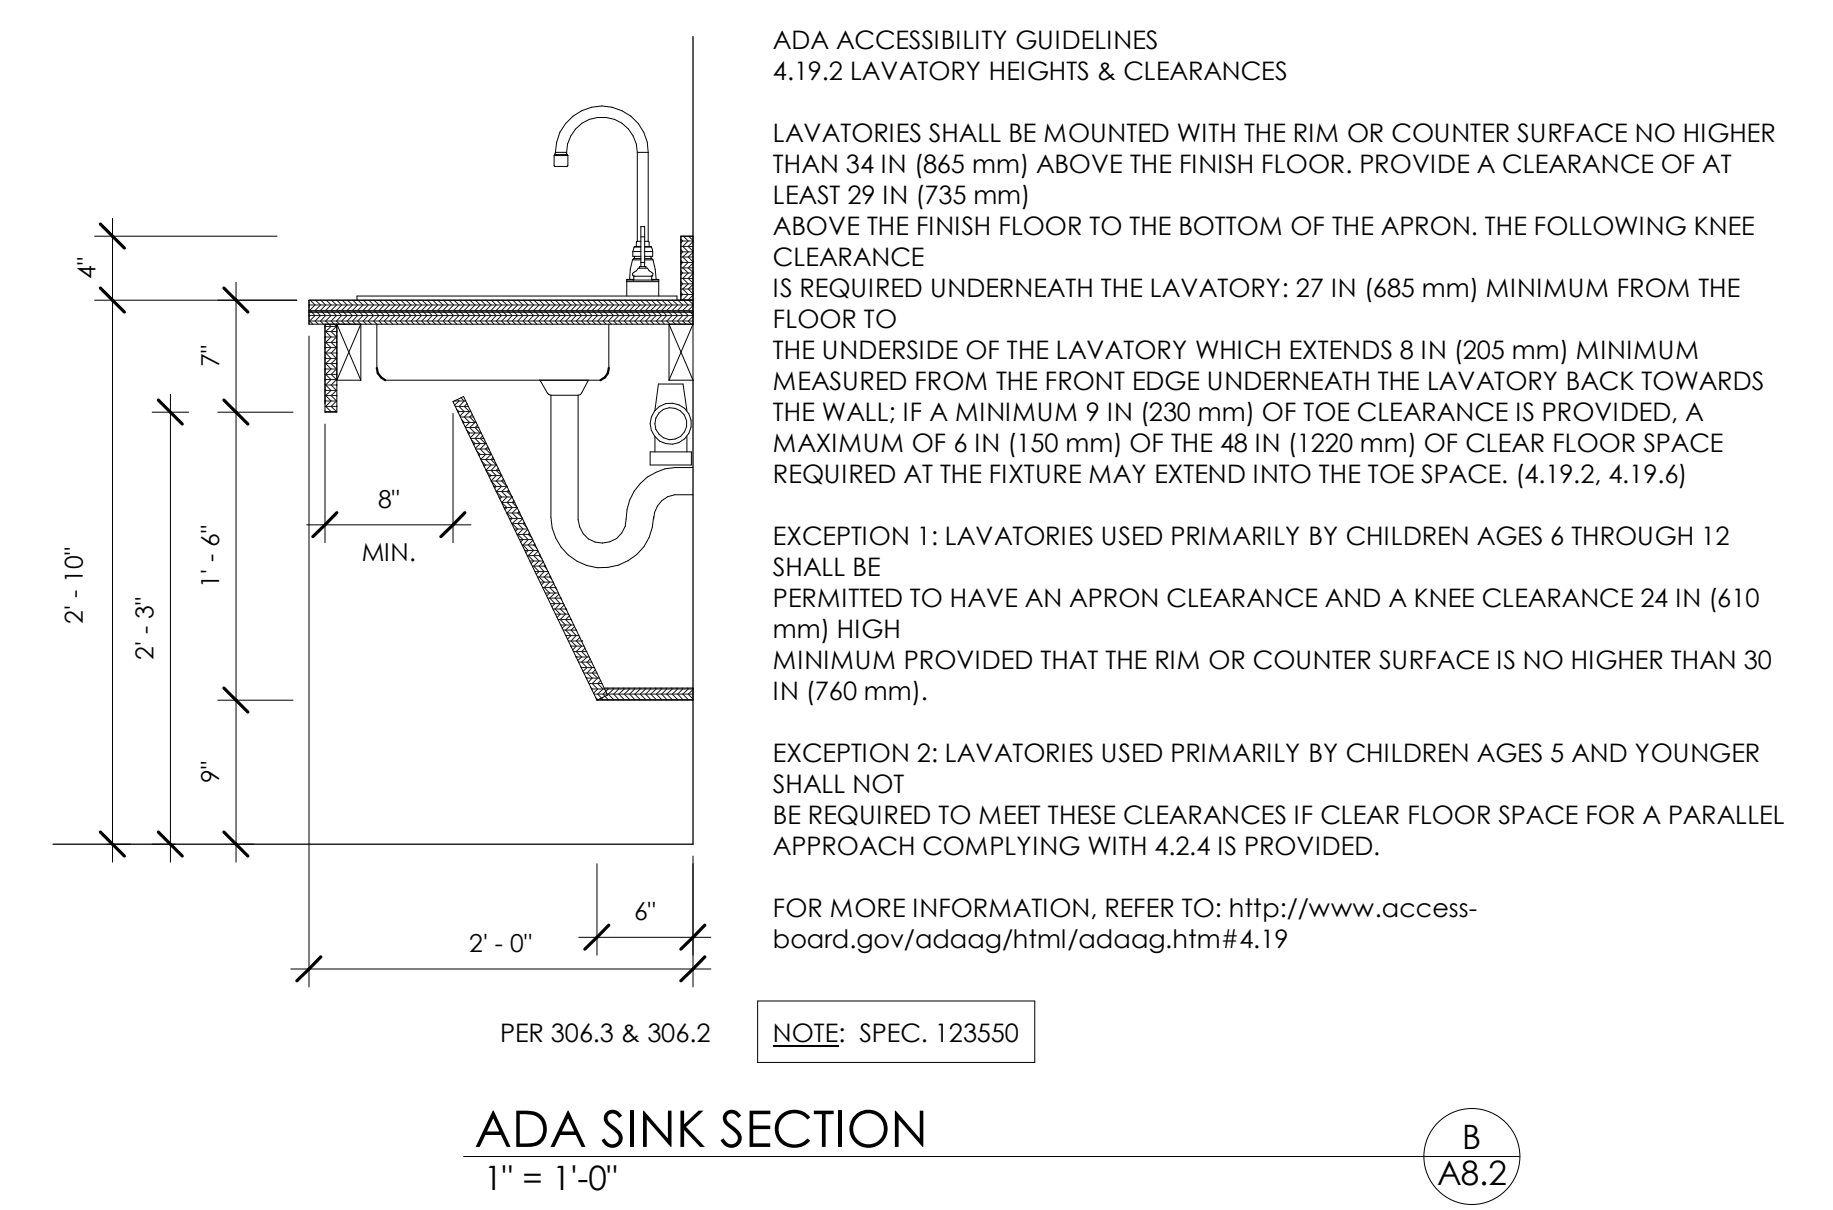 ADA ACCESSIBILITY GUIDELINES
4.19.2 LAVATORY HEIGHTS & CLEARANCES
LAVATORIES SHALL BE MOUNTED WITH THE RIM OR COUNTER SURFACE NO HIGHER
THAN 34 IN (865 mm) ABOVE THE FINISH FLOOR. PROVIDE A CLEARANCE OF AT
LEAST 29 IN (735 mm)
ABOVE THE FINISH FLOOR TO THE BOTTOM OF THE APRON. THE FOLLOWING KNEE
CLEARANCE
IS REQUIRED UNDERNEATH THE LAVATORY: 27 IN (685 mm) MINIMUM FROM THE
FLOOR TO
THE UNDERSIDE OF THE LAVATORY WHICH EXTENDS 8 IN (205 mm) MINIMUM
MEASURED FROM THE FRONT EDGE UNDERNEATH THE LAVATORY BACK TOWARDS
THE WALL; IF A MINIMUM 9 IN (230 mm) OF TOE CLEARANCE IS PROVIDED, A
MAXIMUM OF 6 IN (150 mm) OF THE 48 IN (1220 mm) OF CLEAR FLOOR SPACE
REQUIRED AT THE FIXTURE MAY EXTEND INTO THE TOE SPACE. (4.19.2, 4.19.6)
EXCEPTION 1: LAVATORIES USED PRIMARILY BY CHILDREN AGES 6 THROUGH 12
SHALL BE
PERMITTED TO HAVE AN APRON CLEARANCE AND A KNEE CLEARANCE 24 IN (610
mm) HIGH
MINIMUM PROVIDED THAT THE RIM OR COUNTER SURFACE IS NO HIGHER THAN 30
IN (760 mm).
EXCEPTION 2: LAVATORIES USED PRIMARILY BY CHILDREN AGES 5 AND YOUNGER
SHALL NOT
BE REQUIRED TO MEET THESE CLEARANCES IF CLEAR FLOOR SPACE FOR A PARALLEL
APPROACH COMPLYING WITH 4.2.4 IS PROVIDED.
FOR MORE INFORMATION, REFER TO: http://www.access-
board.gov/adaag/html/adaag.htm#4.19
4"
7"
8"
MIN.
1' - 6"
2' - 10"
2' - 3"
9"
6"
2' - 0"
PER 306.3 & 306.2
NOTE: SPEC. 123550
ADA SINK SECTION
1" = 1'-0"
B
A8.2